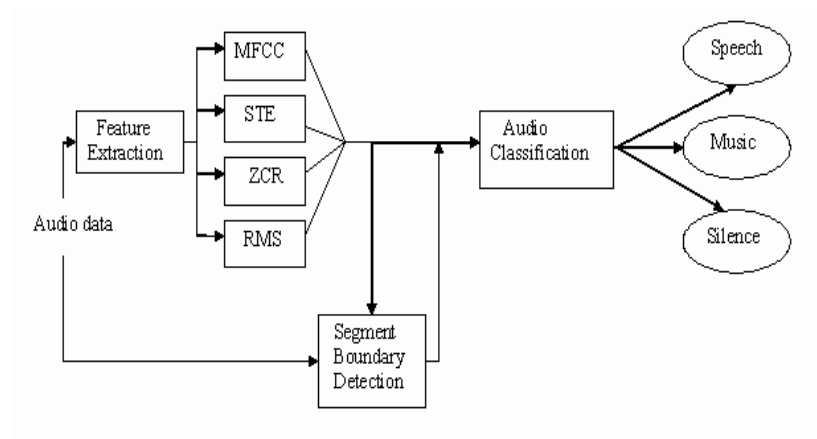 MFCC
STE
ZCR
RMS
Feature
Extraction
Audio data
Segment
Boundary
Detection
Audio
Classification
Speech
Music
Silence